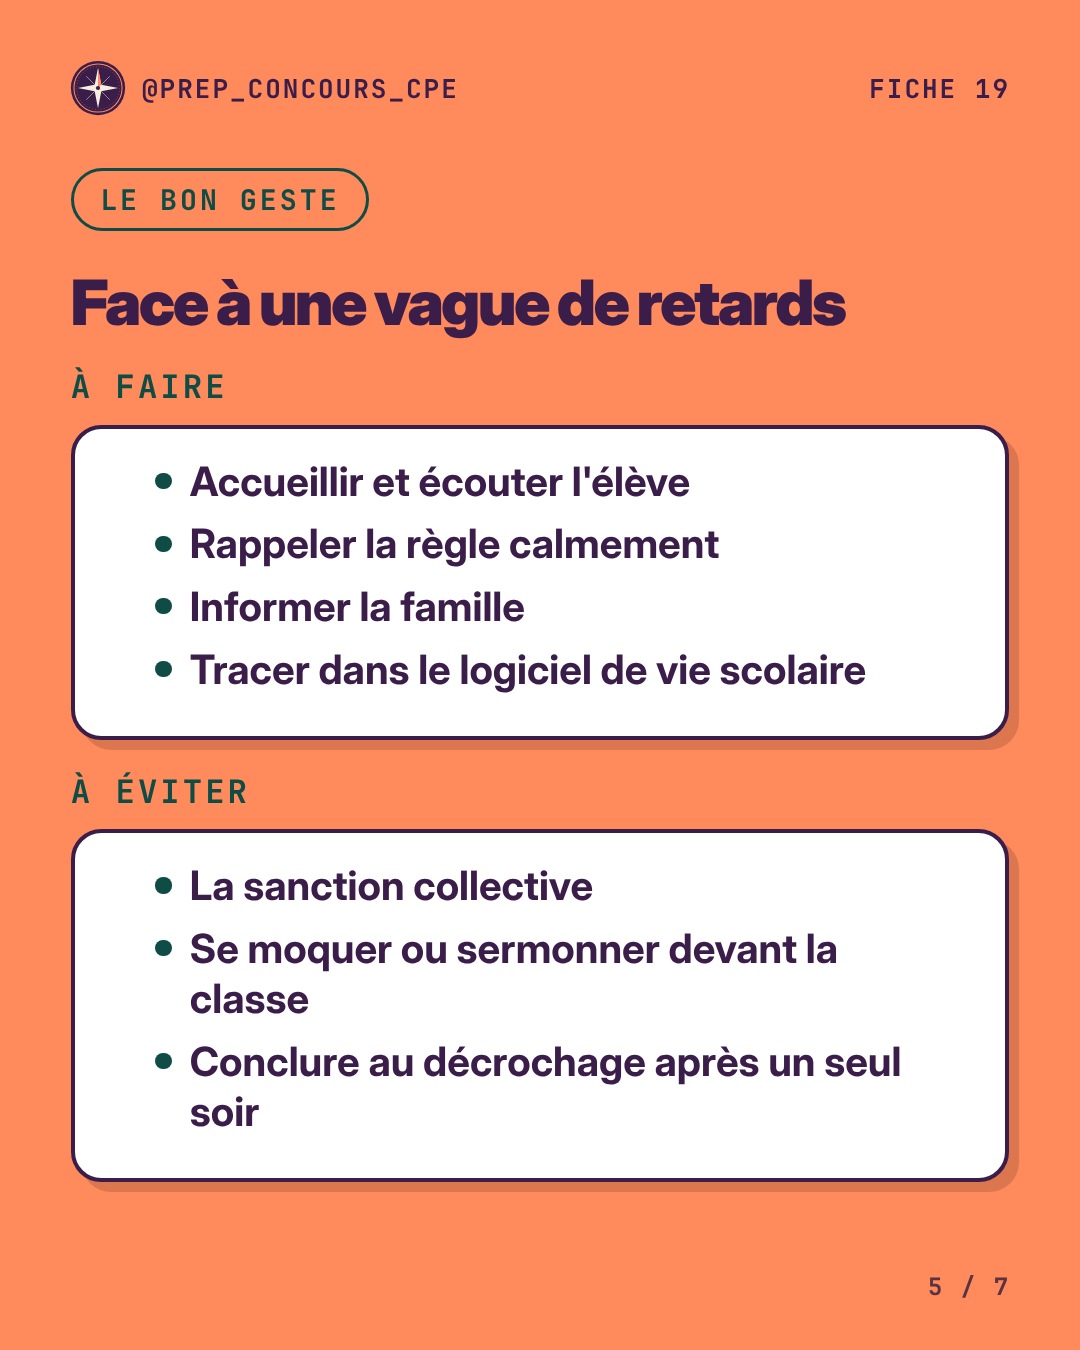 @PREP_CONCOURS_CPE
FICHE 19
LE BON GESTE
Face à une vague de retards
À FAIRE
• Accueillir et écouter l'élève
• Rappeler la règle calmement
• Informer la famille
• Tracer dans le logiciel de vie scolaire
À ÉVITER
• La sanction collective
• Se moquer ou sermonner devant la
classe
• Conclure au décrochage après un seul
soir
5 / 7